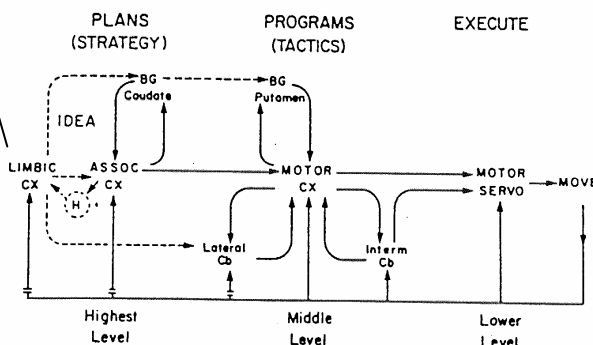 PLANS
(STRATEGY)
PROGRAMS
(TACTICS)
EXECUTE
BG
Caudate
BG
Putamen
IDEA
LIMBIC
CX
ASSOC
CX
H
MOTOR
CX
MOTOR
SERVO
MOVE
Lateral
Cb
Interm
Cb
Highest
Level
Middle
Level
Lower
Level